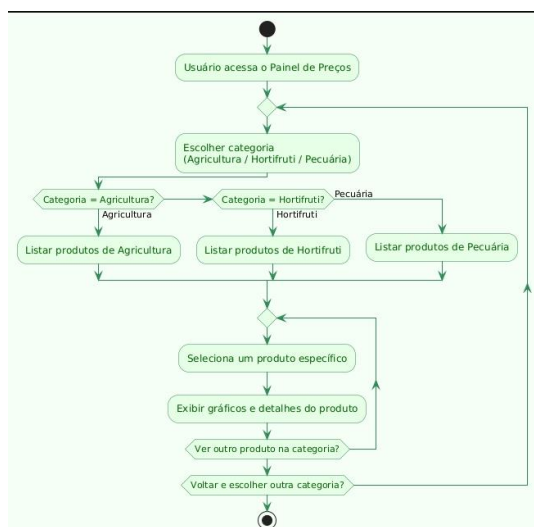 Usuário acessa o Painel de Preços
Escolher categoria
(Agricultura / Hortifruti / Pecuária)
Categoria = Agricultura?
Categoria = Hortifruti?
Pecuária
Agricultura
Hortifruti
Listar produtos de Agricultura
Listar produtos de Hortifruti
Listar produtos de Pecuária
Seleciona um produto específico
Exibir gráficos e detalhes do produto
Ver outro produto na categoria?
Voltar e escolher outra categoria?